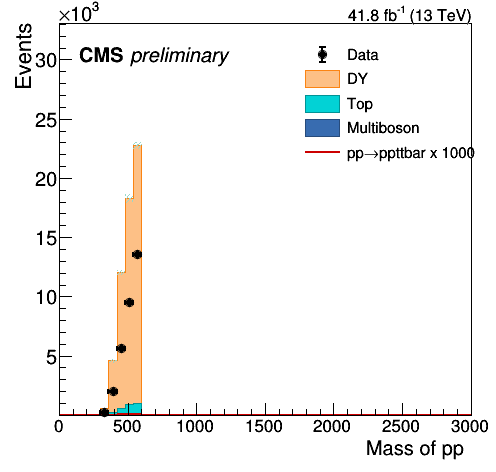 ×10³
41.8 fb⁻¹ (13 TeV)
Events
CMS preliminary
Data
DY
Top
Multiboson
pp→ppttbar x 1000
30
25
20
15
10
5
0 500 1000 1500 2000 2500 3000
Mass of pp